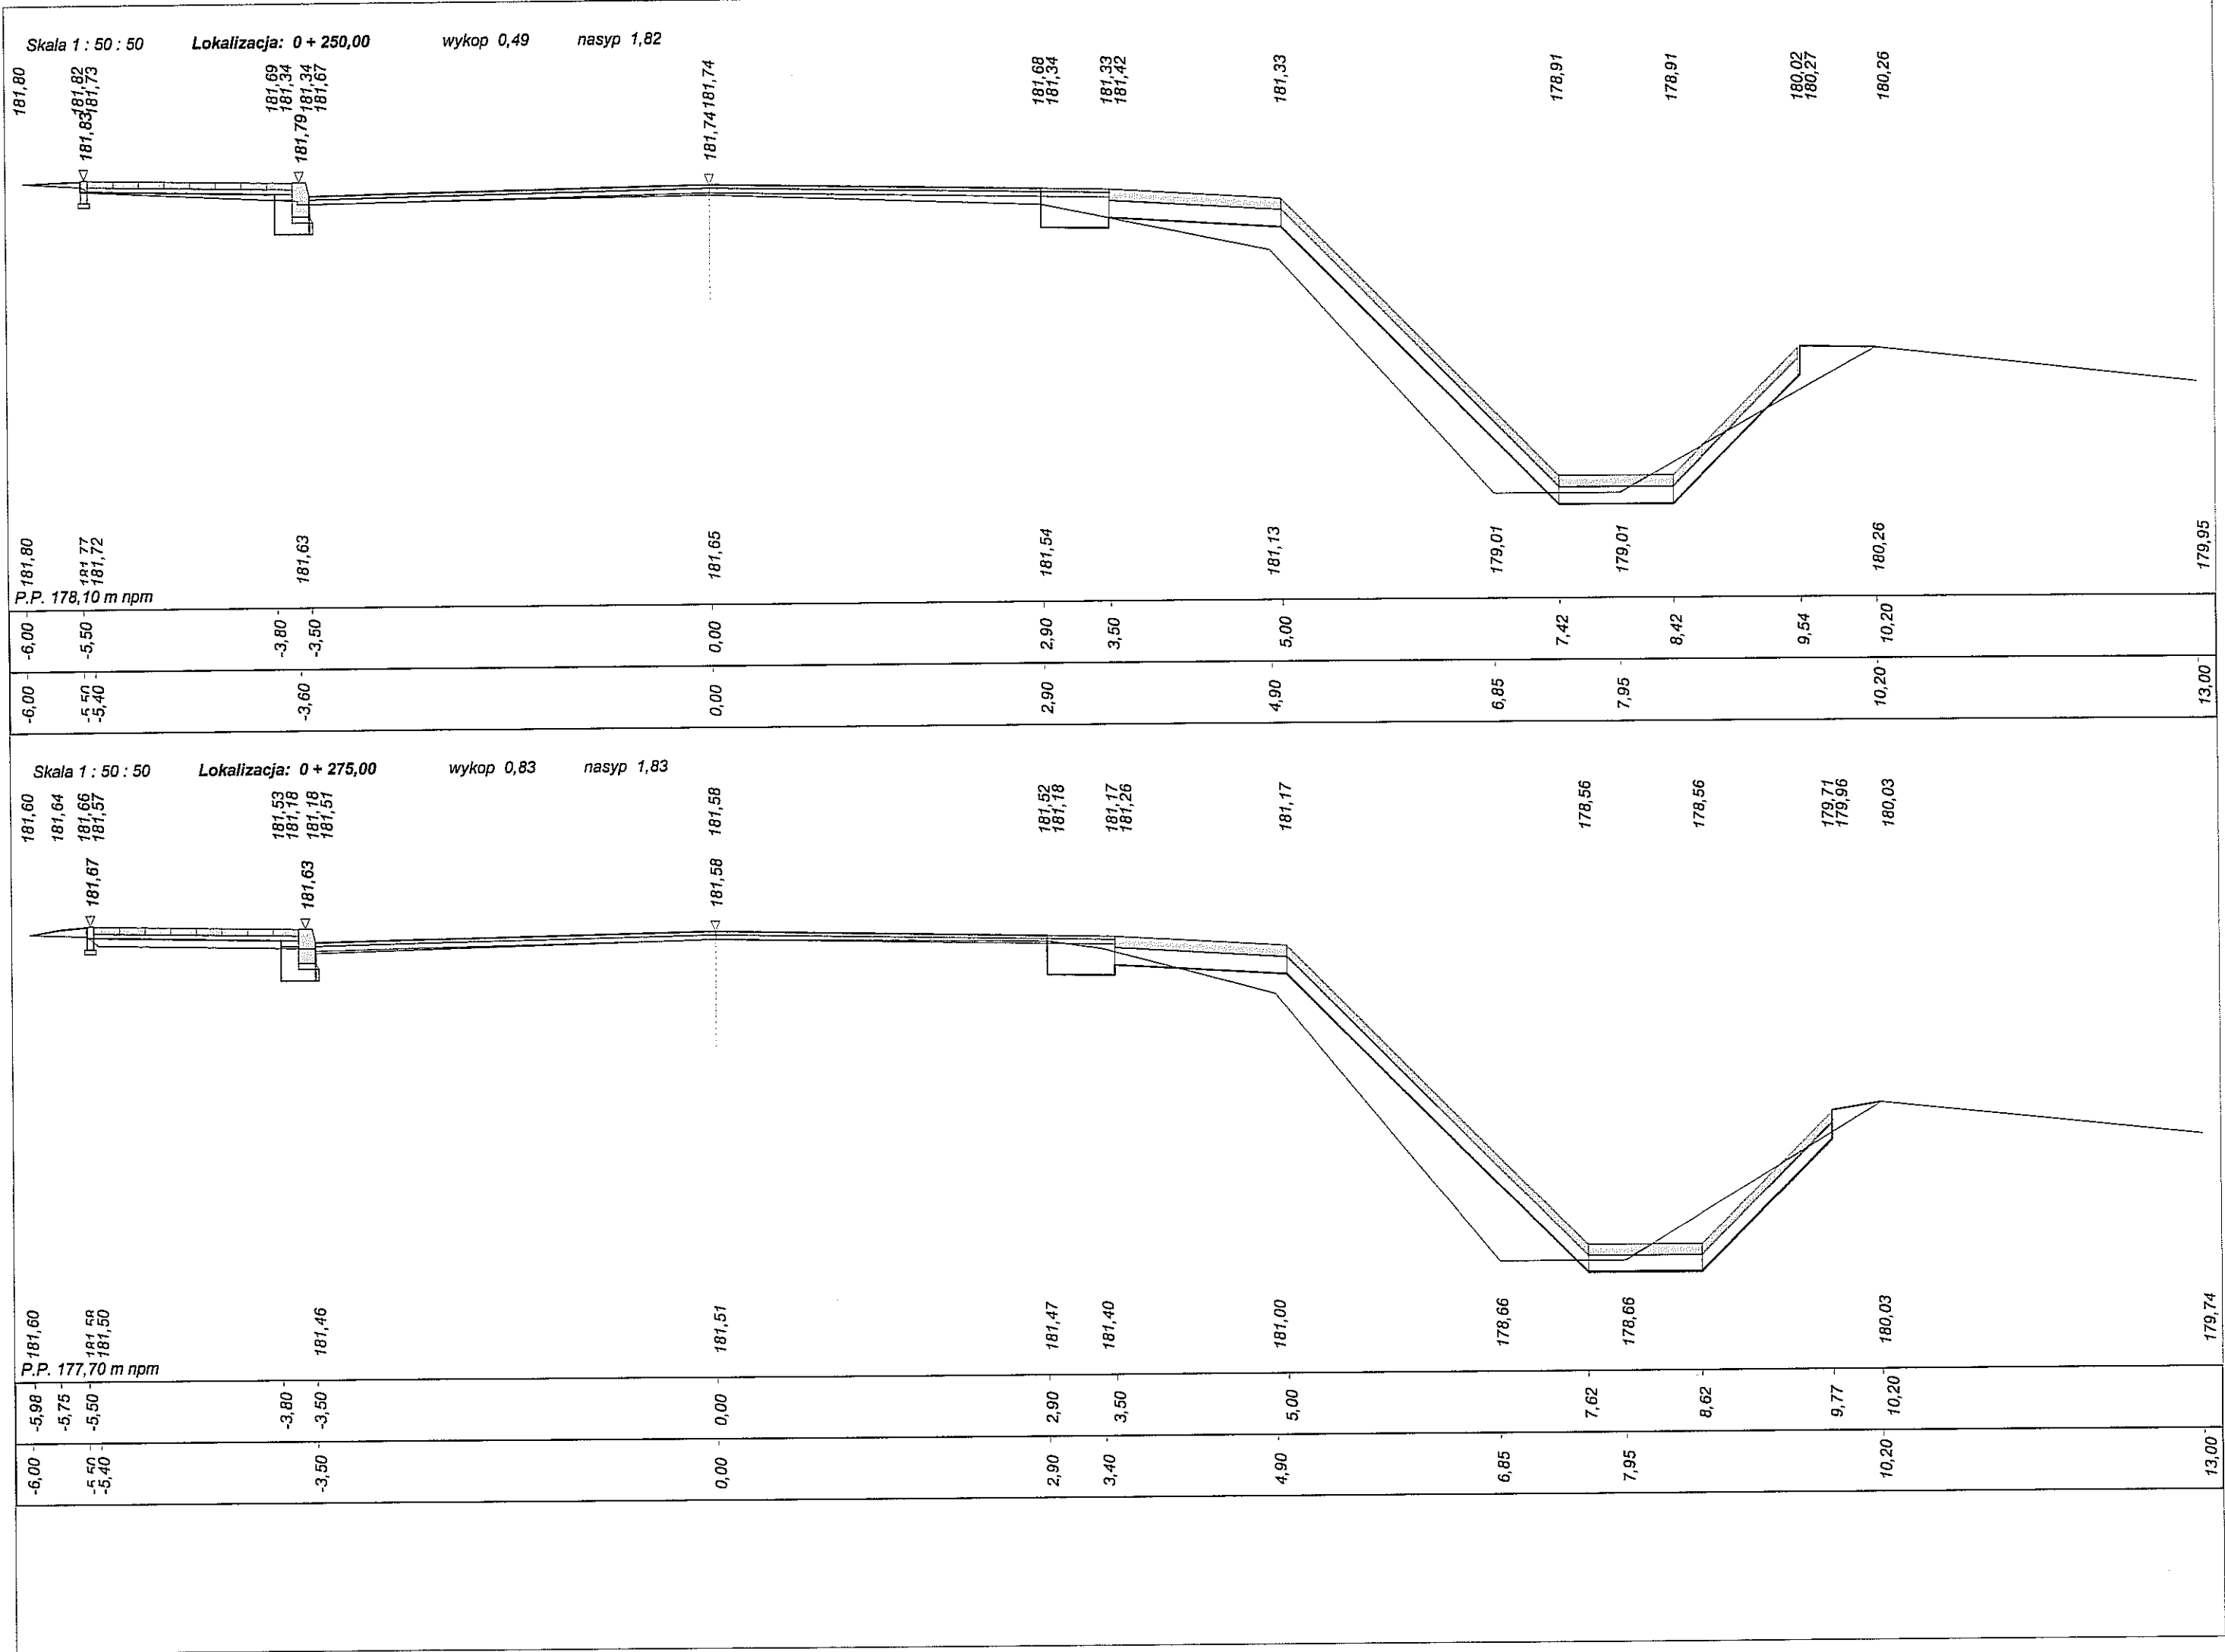 Skala 1 : 50 : 50 Lokalizacja: 0 + 250,00 wykop 0,49 nasyp 1,82
181,80 181,82 181,73 181,69 181,34 181,34 181,67 181,74 181,68 181,34 181,33 181,42 181,33 178,91 178,91 180,02 180,27 180,26
181,83 181,79 181,74
181,80 181,77 181,72 181,63 181,65 181,54 181,13 179,01 179,01 180,26 179,95
P.P. 178,10 m npm
-6,00 -5,50 -3,80 -3,50 0,00 2,90 3,50 5,00 7,42 8,42 9,54 10,20
-6,00 -5,50 -5,40 -3,60 0,00 2,90 4,90 6,85 7,95 10,20 13,00
Skala 1 : 50 : 50 Lokalizacja: 0 + 275,00 wykop 0,83 nasyp 1,83
181,60 181,64 181,66 181,57 181,53 181,18 181,18 181,51 181,58 181,52 181,18 181,17 181,26 181,17 178,56 178,56 179,71 179,96 180,03
181,67 181,63 181,58
181,60 181,58 181,50 181,46 181,51 181,47 181,40 181,00 178,66 178,66 180,03 179,74
P.P. 177,70 m npm
-5,98 -5,75 -5,50 -3,80 -3,50 0,00 2,90 3,50 5,00 7,62 8,62 9,77 10,20
-6,00 -5,50 -5,40 -3,50 0,00 2,90 3,40 4,90 6,85 7,95 10,20 13,00